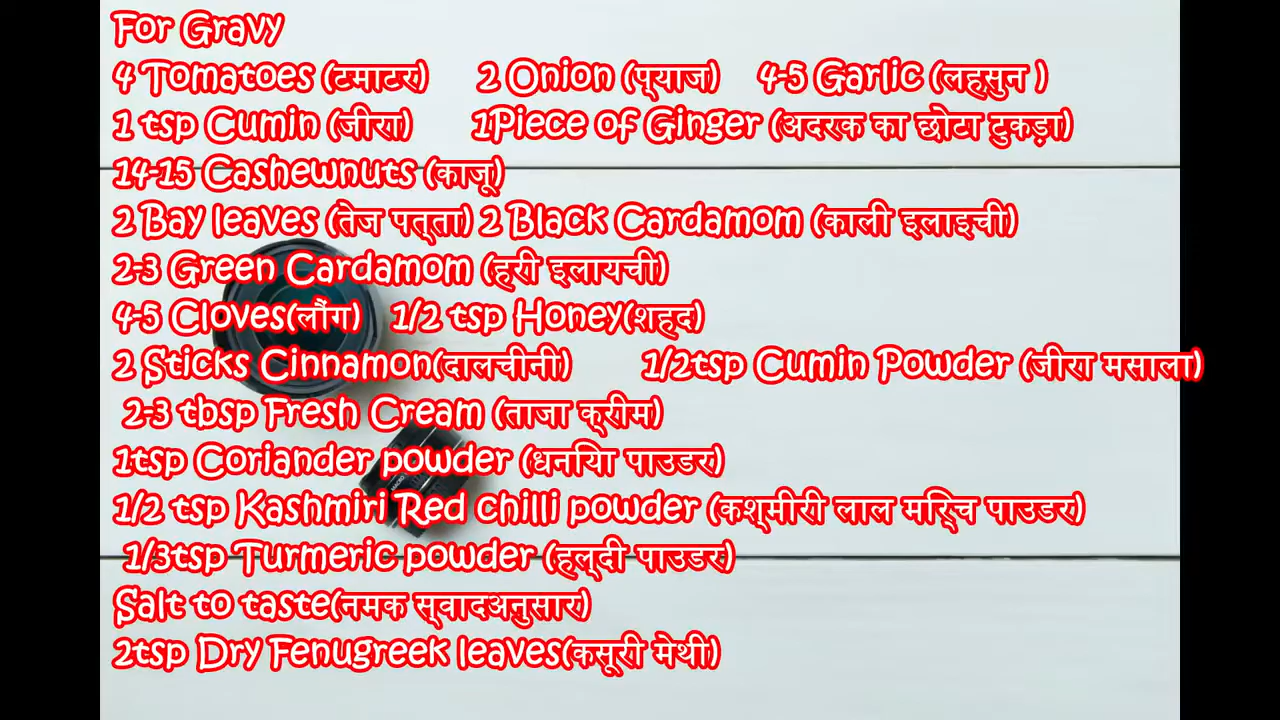 For Gravy
4 Tomatoes (टमाटर) 2 Onion (प्याज) 4-5 Garlic (लहसुन )
1 tsp Cumin (जीरा) 1Piece of Ginger (अदरक का छोटा टुकड़ा)
14-15 Cashewnuts (काजू)
2 Bay leaves (तेज पत्ता) 2 Black Cardamom (काली इलाइची)
2-3 Green Cardamom (हरी इलायची)
4-5 Cloves(लौंग) 1/2 tsp Honey(शहद)
2 Sticks Cinnamon(दालचीनी) 1/2tsp Cumin Powder (जीरा मसाला)
2-3 tbsp Fresh Cream (ताजा क्रीम)
1tsp Coriander powder (धनिया पाउडर)
1/2 tsp Kashmiri Red chilli powder (कश्मीरी लाल मिर्च पाउडर)
1/3tsp Turmeric powder (हल्दी पाउडर)
Salt to taste(नमक स्वादअनुसार)
2tsp Dry Fenugreek leaves(कसूरी मेथी)